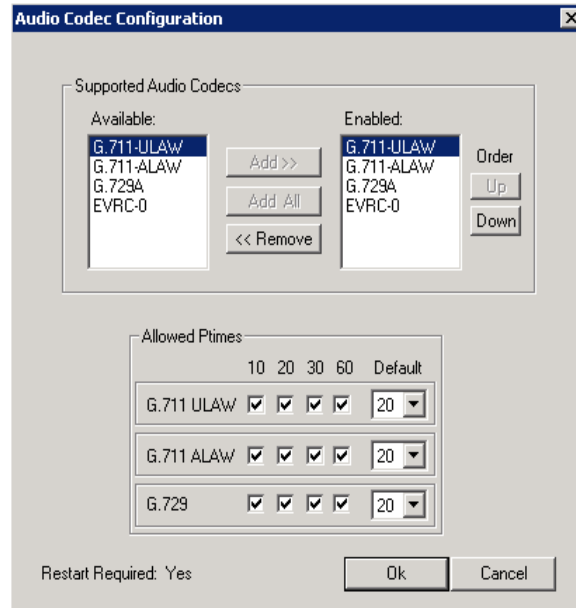 Audio Codec Configuration
Supported Audio Codecs
Available:
G.711-ULAW
G.711-ALAW
G.729A
EVRC-0
Add >>
Add All
<< Remove
Enabled:
G.711-ULAW
G.711-ALAW
G.729A
EVRC-0
Order
Up
Down
Allowed Ptimes
10 20 30 60 Default
G.711 ULAW 20
G.711 ALAW 20
G.729 20
Restart Required: Yes
Ok
Cancel